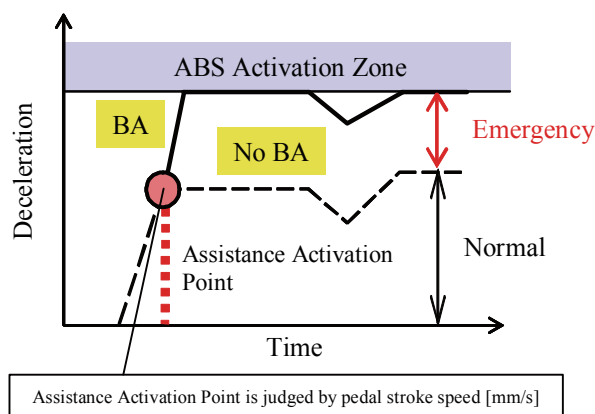 ABS Activation Zone
BA
Emergency
No BA
Deceleration
Assistance Activation
Point
Normal
Time
Assistance Activation Point is judged by pedal stroke speed [mm/s]